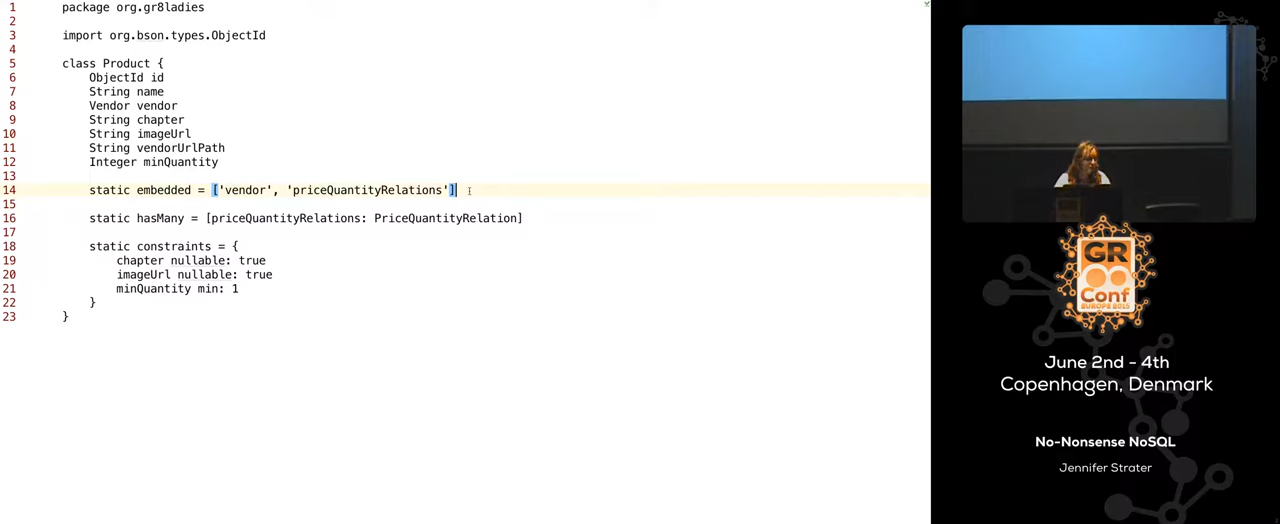 1 package org.gr8ladies
2
3 import org.bson.types.ObjectId
4
5 class Product {
6 ObjectId id
7 String name
8 Vendor vendor
9 String chapter
10 String imageUrl
11 String vendorUrlPath
12 Integer minQuantity
13
14 static embedded = ['vendor', 'priceQuantityRelations']
15
16 static hasMany = [priceQuantityRelations: PriceQuantityRelation]
17
18 static constraints = {
19 chapter nullable: true
20 imageUrl nullable: true
21 minQuantity min: 1
22 }
23 }
GR
Conf
EUROPE 2015
June 2nd - 4th
Copenhagen, Denmark
No-Nonsense NoSQL
Jennifer Strater